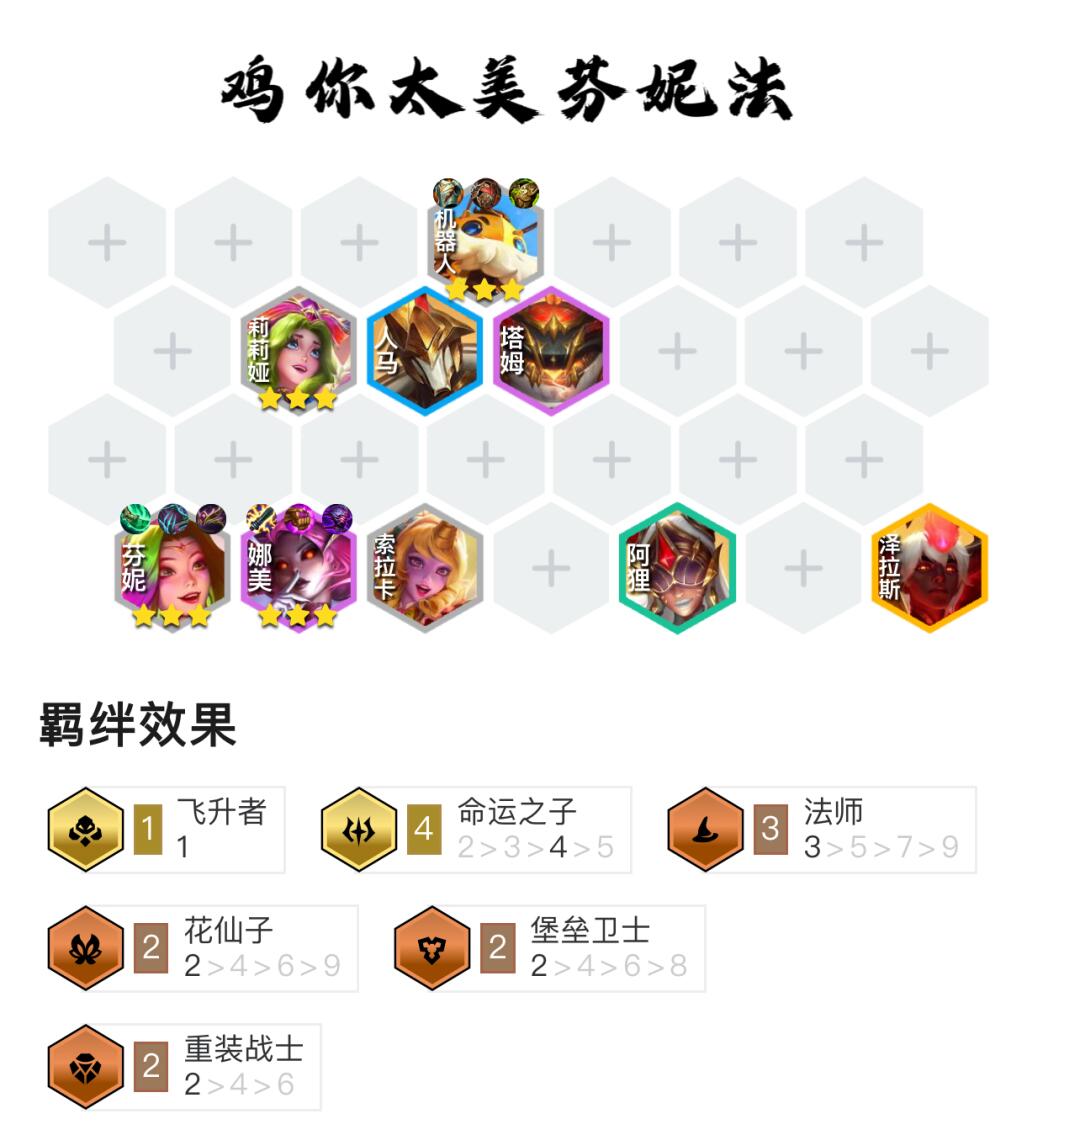 鸡你太美芬妮法
机器人
莉莉娅
人马
塔姆
芬妮
娜美
索拉卡
阿狸
泽拉斯
羁绊效果
1 飞升者
1
4 命运之子
2>3>4>5
3 法师
3>5>7>9
2 花仙子
2>4>6>9
2 堡垒卫士
2>4>6>8
2 重装战士
2>4>6